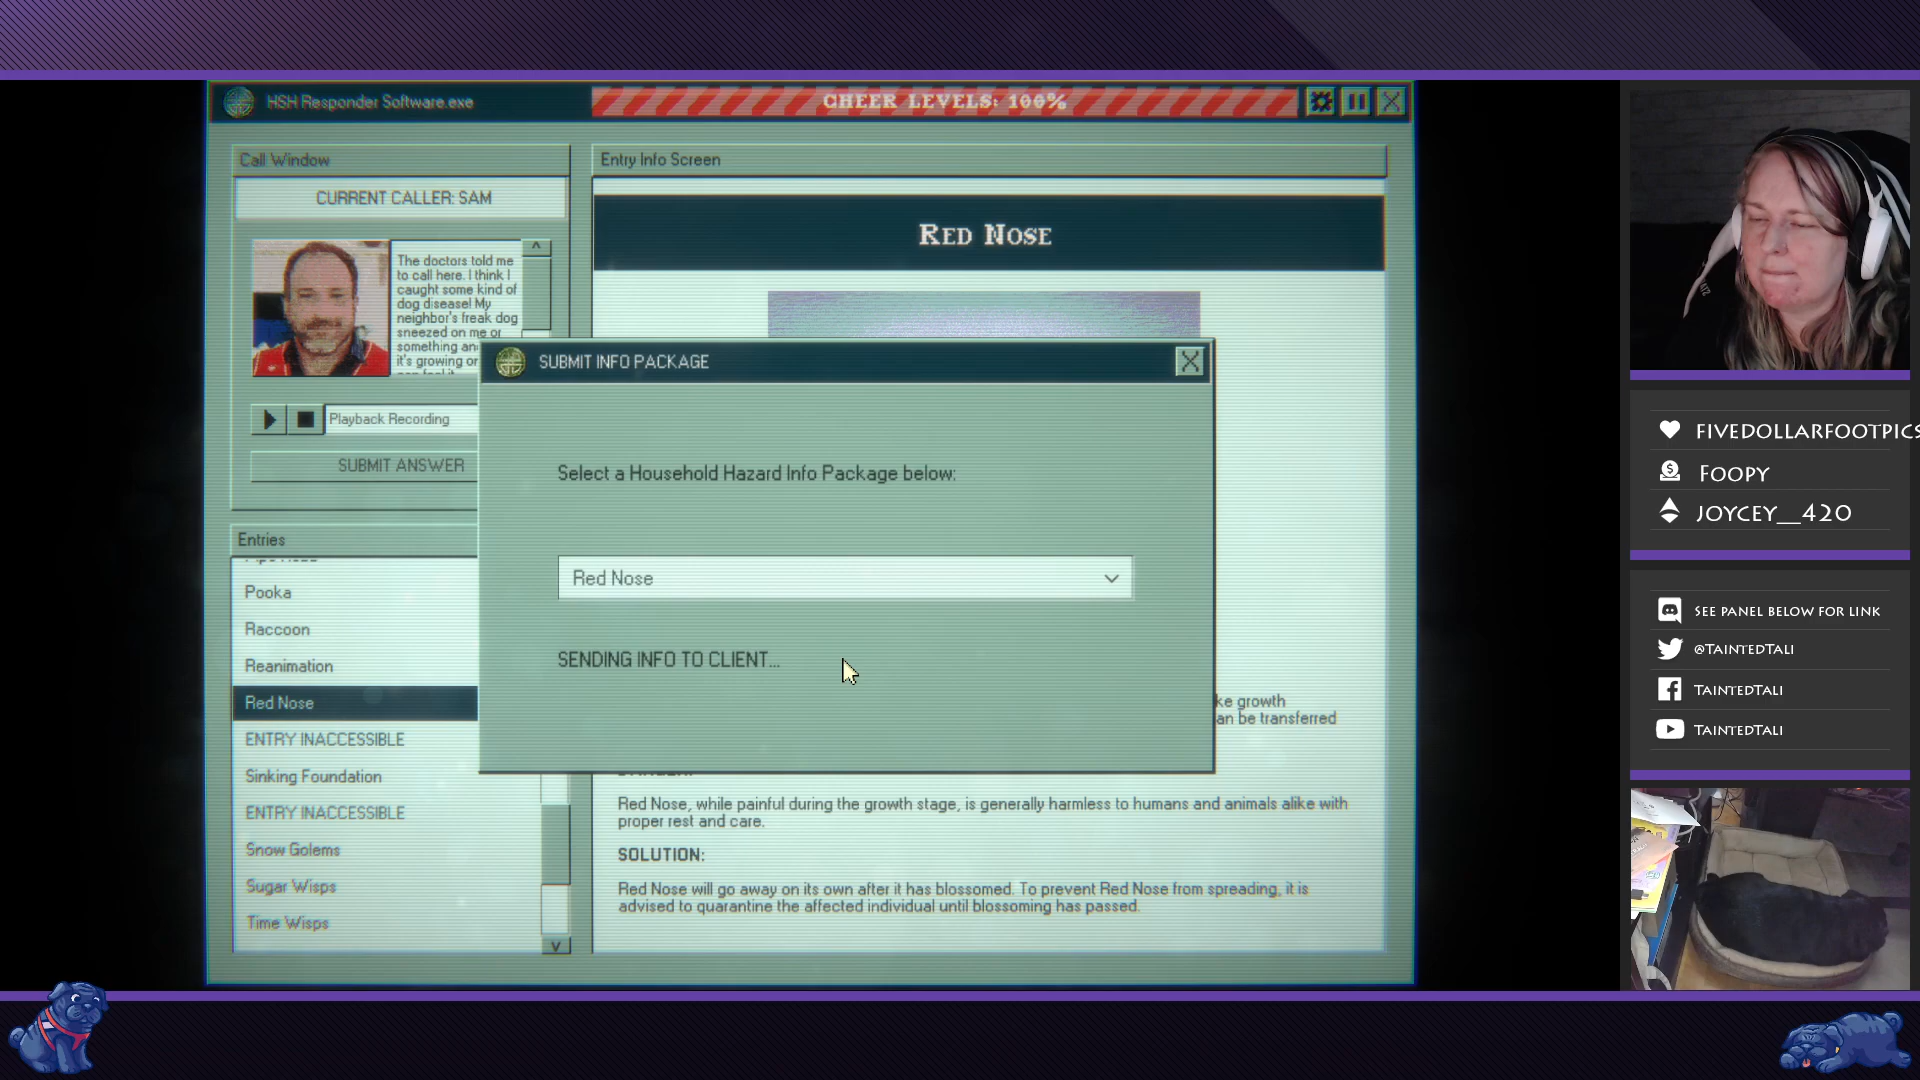 HSH Responder Software.exe
CHEER LEVELS: 100%
Call Window
CURRENT CALLER: SAM
The doctors told me
to call here. I think I
caught some kind of
dog disease! My
neighbor's freak dog
sneezed on me or
something an
it's growing or
Playback Recording
SUBMIT ANSWER
Entries
Pooka
Raccoon
Reanimation
Red Nose
ENTRY INACCESSIBLE
Sinking Foundation
ENTRY INACCESSIBLE
Snow Golems
Sugar Wisps
Time Wisps
Entry Info Screen
RED NOSE
SUBMIT INFO PACKAGE
Select a Household Hazard Info Package below:
Red Nose
SENDING INFO TO CLIENT...
ke growth
an be transferred
Red Nose, while painful during the growth stage, is generally harmless to humans and animals alike with
proper rest and care.
SOLUTION:
Red Nose will go away on its own after it has blossomed. To prevent Red Nose from spreading, it is
advised to quarantine the affected individual until blossoming has passed.
FIVEDOLLARFOOTPICS
FOOPY
JOYCEY__420
SEE PANEL BELOW FOR LINK
@TAINTEDTALI
TAINTEDTALI
TAINTEDTALI